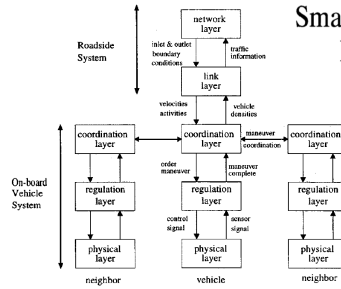 Sma
Roadside
System
network
layer
inlet & outlet
boundary
conditions
traffic
information
link
layer
velocities
activities
vehicle
densities
On-board
Vehicle
System
coordination
layer
coordination
layer
maneuver
coordination
coordination
layer
order
maneuver
maneuver
complete
regulation
layer
regulation
layer
regulation
layer
control
signal
sensor
signal
physical
layer
physical
layer
physical
layer
neighbor
vehicle
neighbor